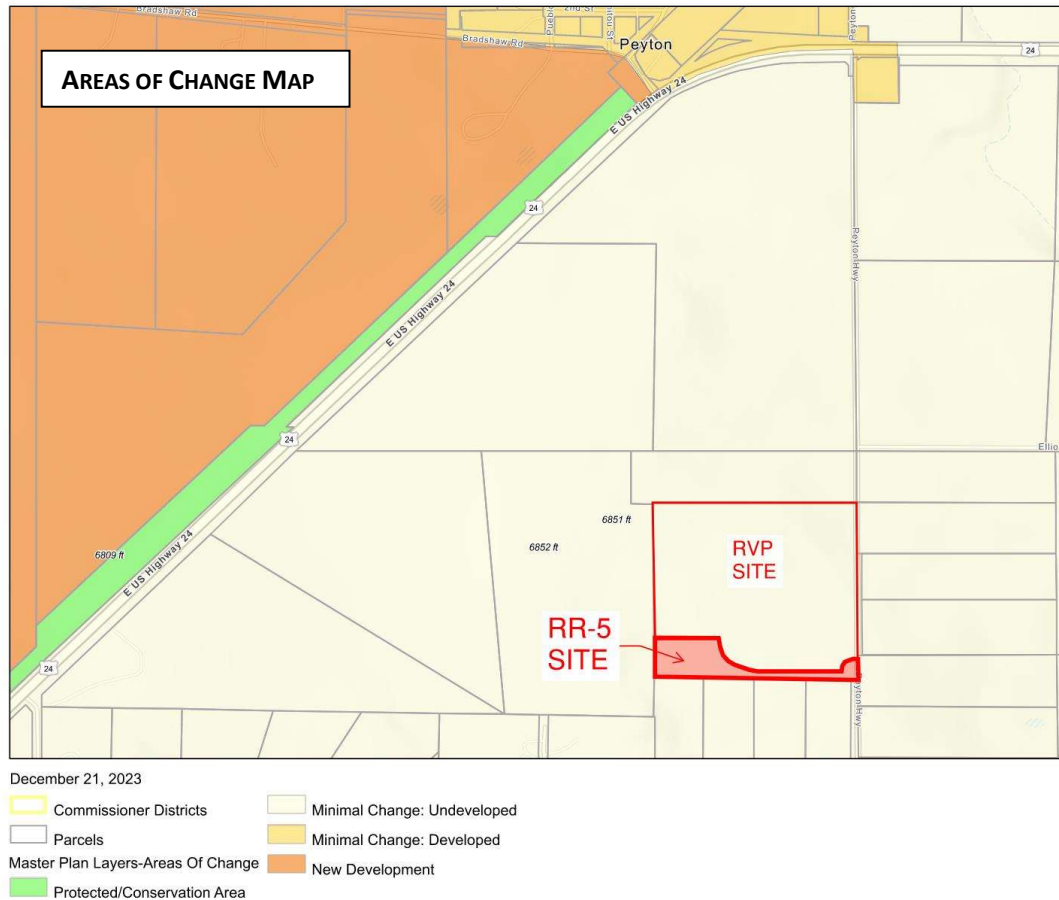 Bradshaw Rd
2nd St
Bradshaw Rd
Peyton
24
AREAS OF CHANGE MAP
E US Highway 24
24
E US Highway 24
Peyton Hwy
24
Ellio
6851 ft
6852 ft
6809 ft
RVP
SITE
E US Highway 24
RR-5
SITE
24
Peyton Hwy
December 21, 2023
Commissioner Districts
Parcels
Master Plan Layers-Areas Of Change
Protected/Conservation Area
Minimal Change: Undeveloped
Minimal Change: Developed
New Development